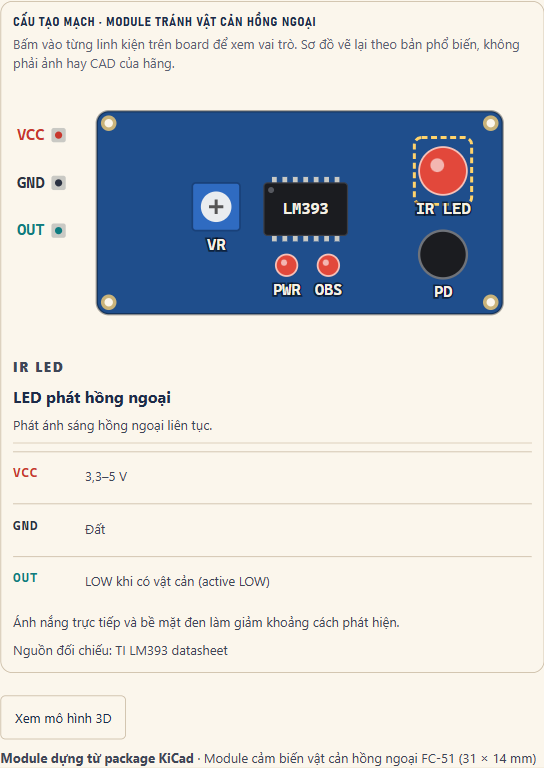 CẤU TẠO MẠCH · MODULE TRÁNH VẬT CẢN HỒNG NGOẠI
Bấm vào từng linh kiện trên board để xem vai trò. Sơ đồ vẽ lại theo bản phổ biến, không
phải ảnh hay CAD của hãng.
VCC
GND
OUT
VR
LM393
PWR
OBS
IR LED
PD
IR LED
LED phát hồng ngoại
Phát ánh sáng hồng ngoại liên tục.
VCC 3,3–5 V
GND Đất
OUT LOW khi có vật cản (active LOW)
Ánh nắng trực tiếp và bề mặt đen làm giảm khoảng cách phát hiện.
Nguồn đối chiếu: TI LM393 datasheet
Xem mô hình 3D
Module dựng từ package KiCad · Module cảm biến vật cản hồng ngoại FC-51 (31 × 14 mm)